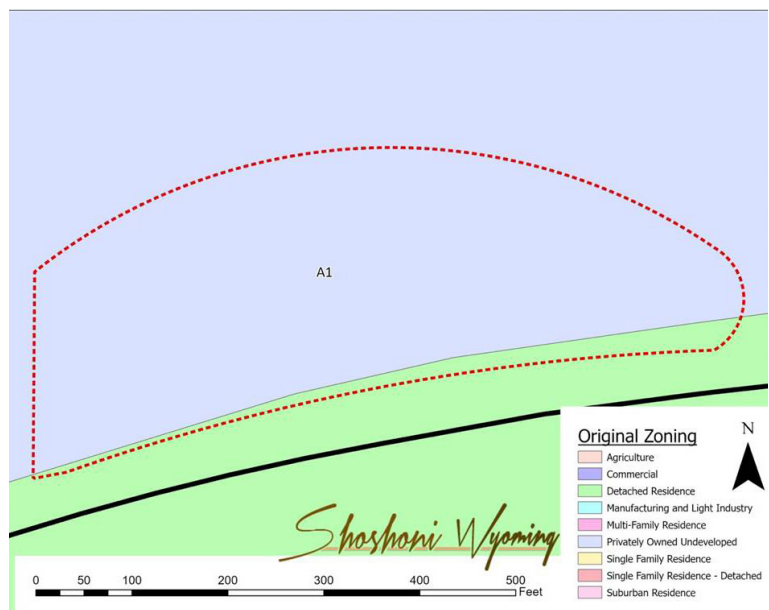 A1
N
Original Zoning
Agriculture
Commercial
Detached Residence
Manufacturing and Light Industry
Multi-Family Residence
Privately Owned Undeveloped
Single Family Residence
Single Family Residence - Detached
Suburban Residence
Shoshoni Wyoming
0 50 100 200 300 400 500
Feet